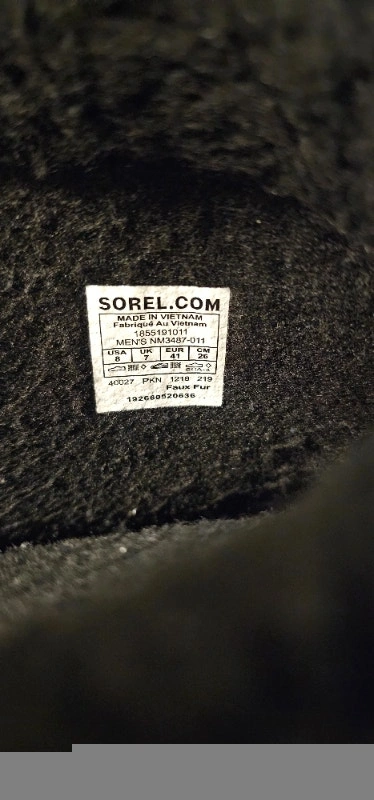 SOREL.COM
MADE IN VIETNAM
Fabriqué Au Vietnam
1855191011
MEN'S NM3487-011
USA UK EUR CM
8 7 41 26
40027 PKN 1218 219
Faux Fur
192660520636